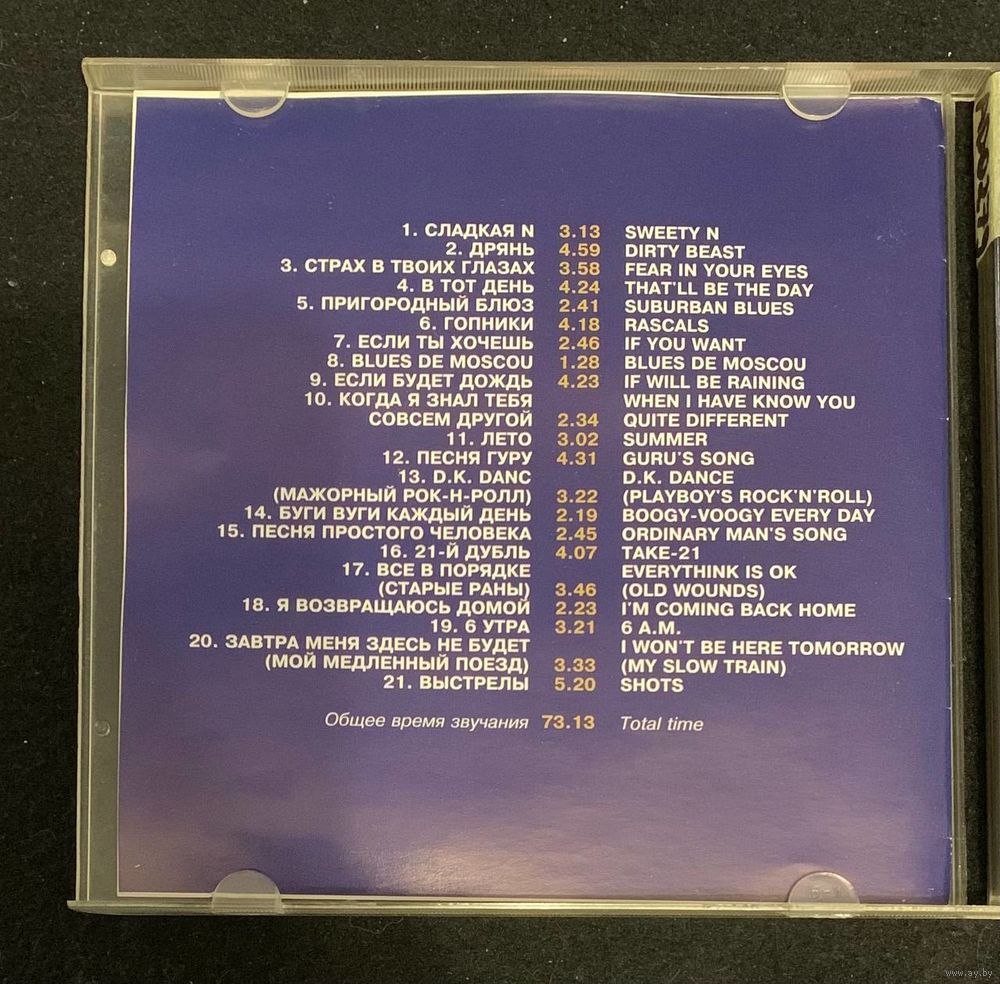 1. СЛАДКАЯ N 3.13 SWEETY N
2. ДРЯНЬ 4.59 DIRTY BEAST
3. СТРАХ В ТВОИХ ГЛАЗАХ 3.58 FEAR IN YOUR EYES
4. В ТОТ ДЕНЬ 4.24 THAT'LL BE THE DAY
5. ПРИГОРОДНЫЙ БЛЮЗ 2.41 SUBURBAN BLUES
6. ГОПНИКИ 4.18 RASCALS
7. ЕСЛИ ТЫ ХОЧЕШЬ 2.46 IF YOU WANT
8. BLUES DE MOSCOU 1.28 BLUES DE MOSCOU
9. ЕСЛИ БУДЕТ ДОЖДЬ 4.23 IF WILL BE RAINING
10. КОГДА Я ЗНАЛ ТЕБЯ WHEN I HAVE KNOW YOU
СОВСЕМ ДРУГОЙ 2.34 QUITE DIFFERENT
11. ЛЕТО 3.02 SUMMER
12. ПЕСНЯ ГУРУ 4.31 GURU'S SONG
13. D.K. DANC D.K. DANCE
(МАЖОРНЫЙ РОК-Н-РОЛЛ) 3.22 (PLAYBOY'S ROCK'N'ROLL)
14. БУГИ ВУГИ КАЖДЫЙ ДЕНЬ 2.19 BOOGY-VOOGY EVERY DAY
15. ПЕСНЯ ПРОСТОГО ЧЕЛОВЕКА 2.45 ORDINARY MAN'S SONG
16. 21-Й ДУБЛЬ 4.07 TAKE-21
17. ВСЕ В ПОРЯДКЕ EVERYTHINK IS OK
(СТАРЫЕ РАНЫ) 3.46 (OLD WOUNDS)
18. Я ВОЗВРАЩАЮСЬ ДОМОЙ 2.23 I'M COMING BACK HOME
19. 6 УТРА 3.21 6 A.M.
20. ЗАВТРА МЕНЯ ЗДЕСЬ НЕ БУДЕТ I WON'T BE HERE TOMORROW
(МОЙ МЕДЛЕННЫЙ ПОЕЗД) 3.33 (MY SLOW TRAIN)
21. ВЫСТРЕЛЫ 5.20 SHOTS
Общее время звучания 73.13 Total time
www.ay.by